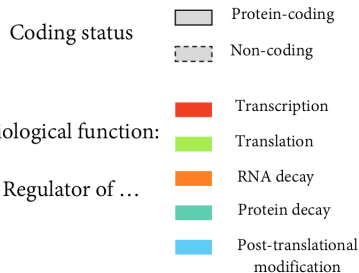 Coding status
Protein-coding
Non-coding
iological function:
Regulator of …
Transcription
Translation
RNA decay
Protein decay
Post-translational
modification